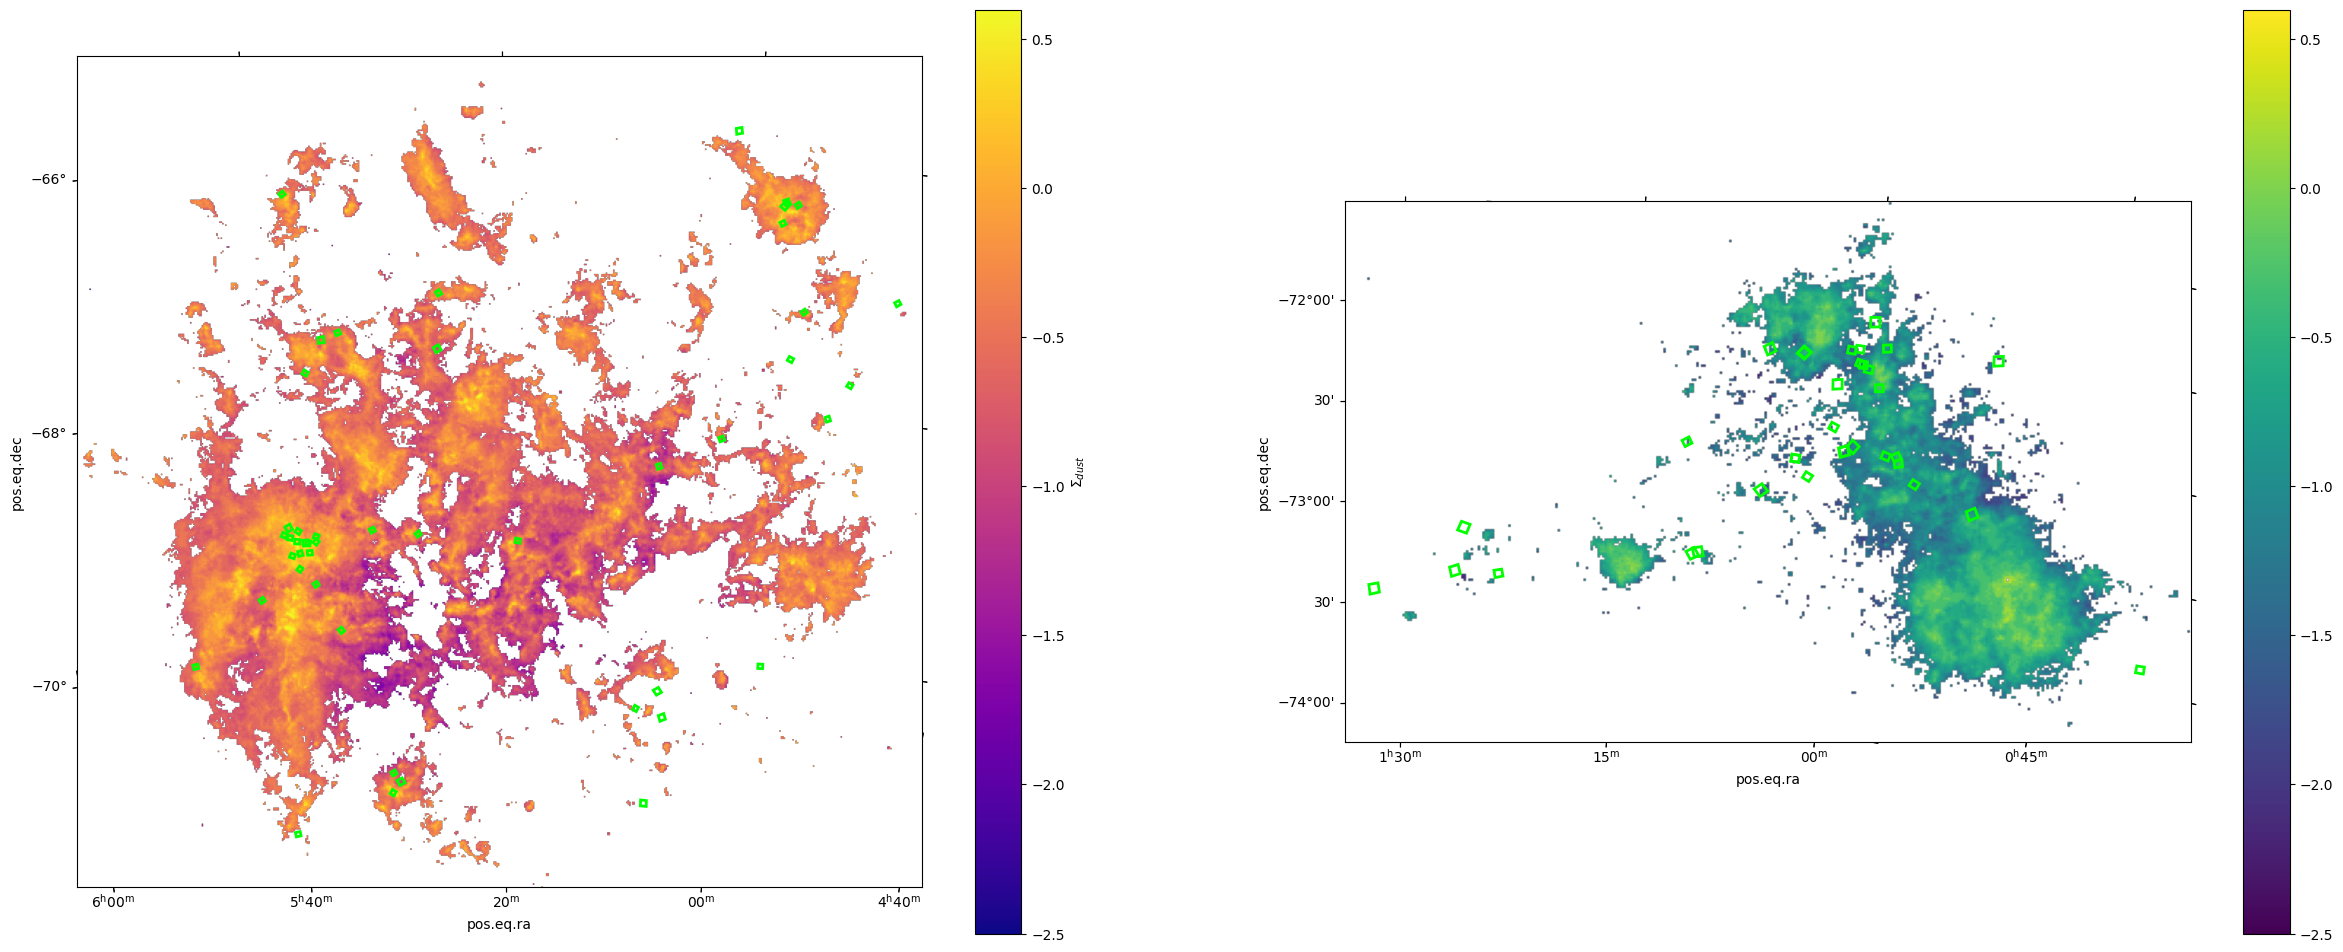 −66°
−68°
−70°
pos.eq.dec
6ʰ00ᵐ
5ʰ40ᵐ
20ᵐ
00ᵐ
4ʰ40ᵐ
pos.eq.ra
0.5
0.0
−0.5
−1.0
−1.5
−2.0
−2.5
Σdust
−72°00'
30'
−73°00'
30'
−74°00'
pos.eq.dec
1ʰ30ᵐ
15ᵐ
00ᵐ
0ʰ45ᵐ
pos.eq.ra
0.5
0.0
−0.5
−1.0
−1.5
−2.0
−2.5